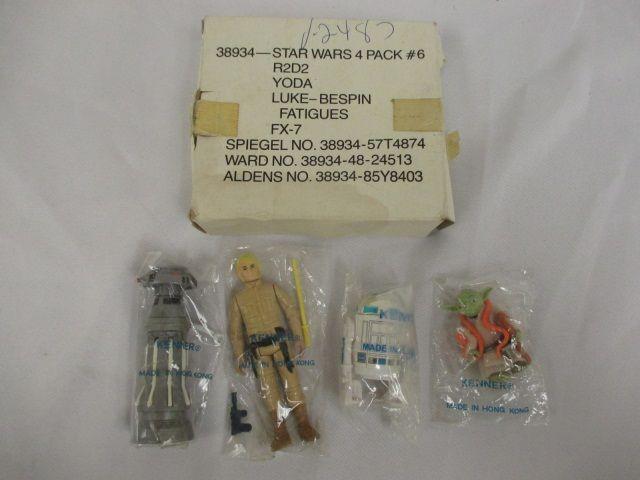 1-2487
38934—STAR WARS 4 PACK #6
R2D2
YODA
LUKE-BESPIN
FATIGUES
FX-7
SPIEGEL NO. 38934-57T4874
WARD NO. 38934-48-24513
ALDENS NO. 38934-85Y8403
KENNER®
MADE IN HONG KONG
KENNER®
MADE IN HONG KONG
MADE
KENNER®
MADE IN HONG KONG